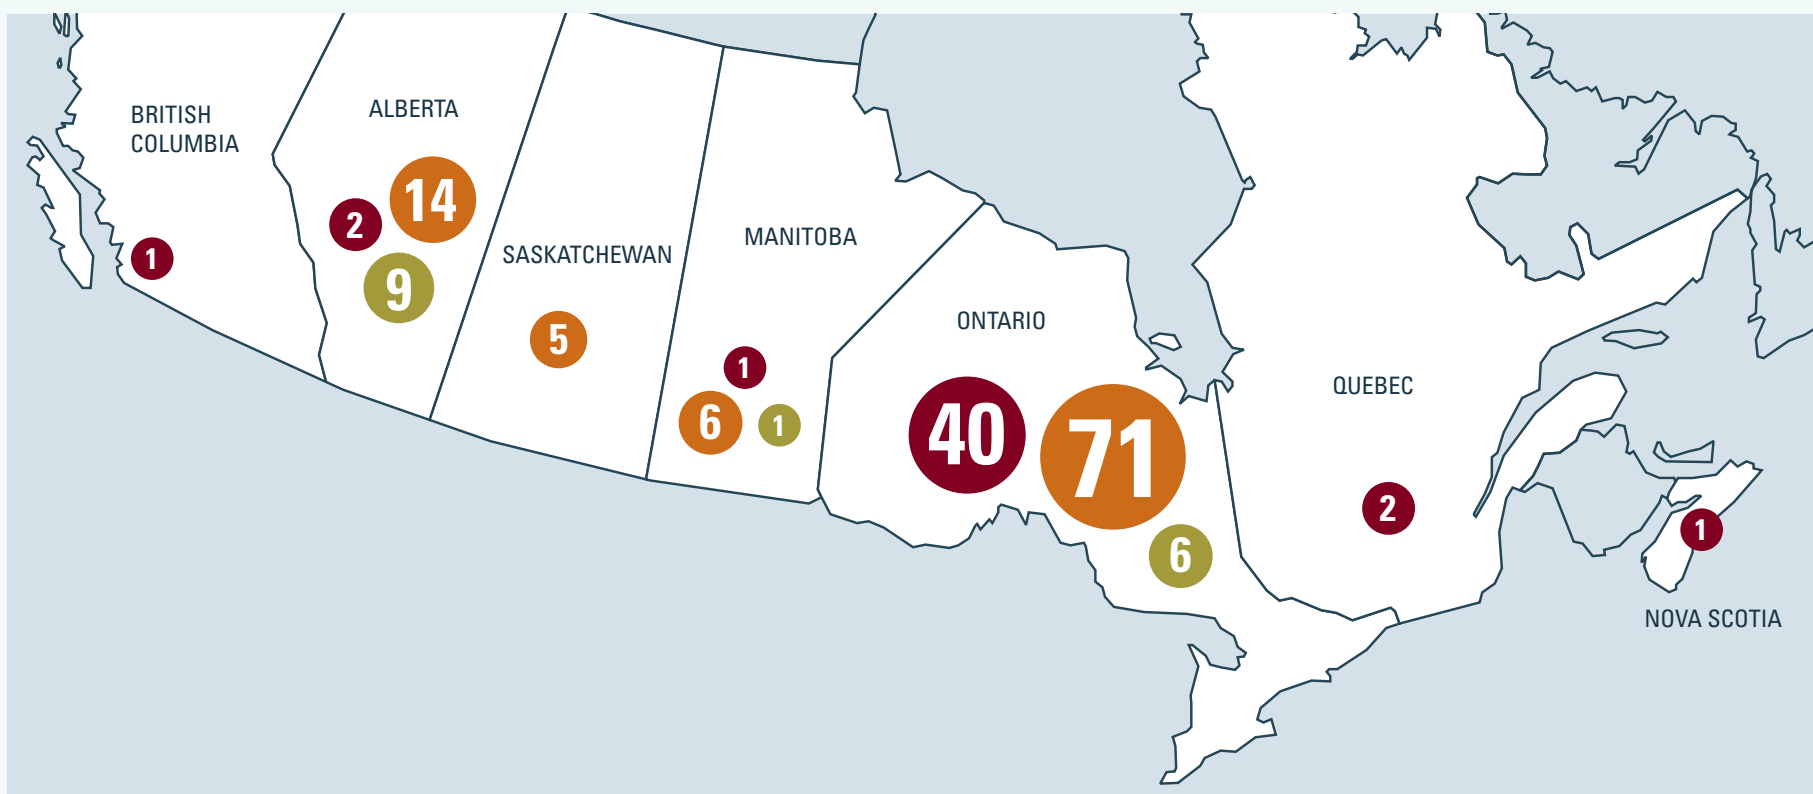 BRITISH
COLUMBIA
1
ALBERTA
14
2
9
SASKATCHEWAN
5
MANITOBA
1
6
1
ONTARIO
40
71
6
QUEBEC
2
1
NOVA SCOTIA